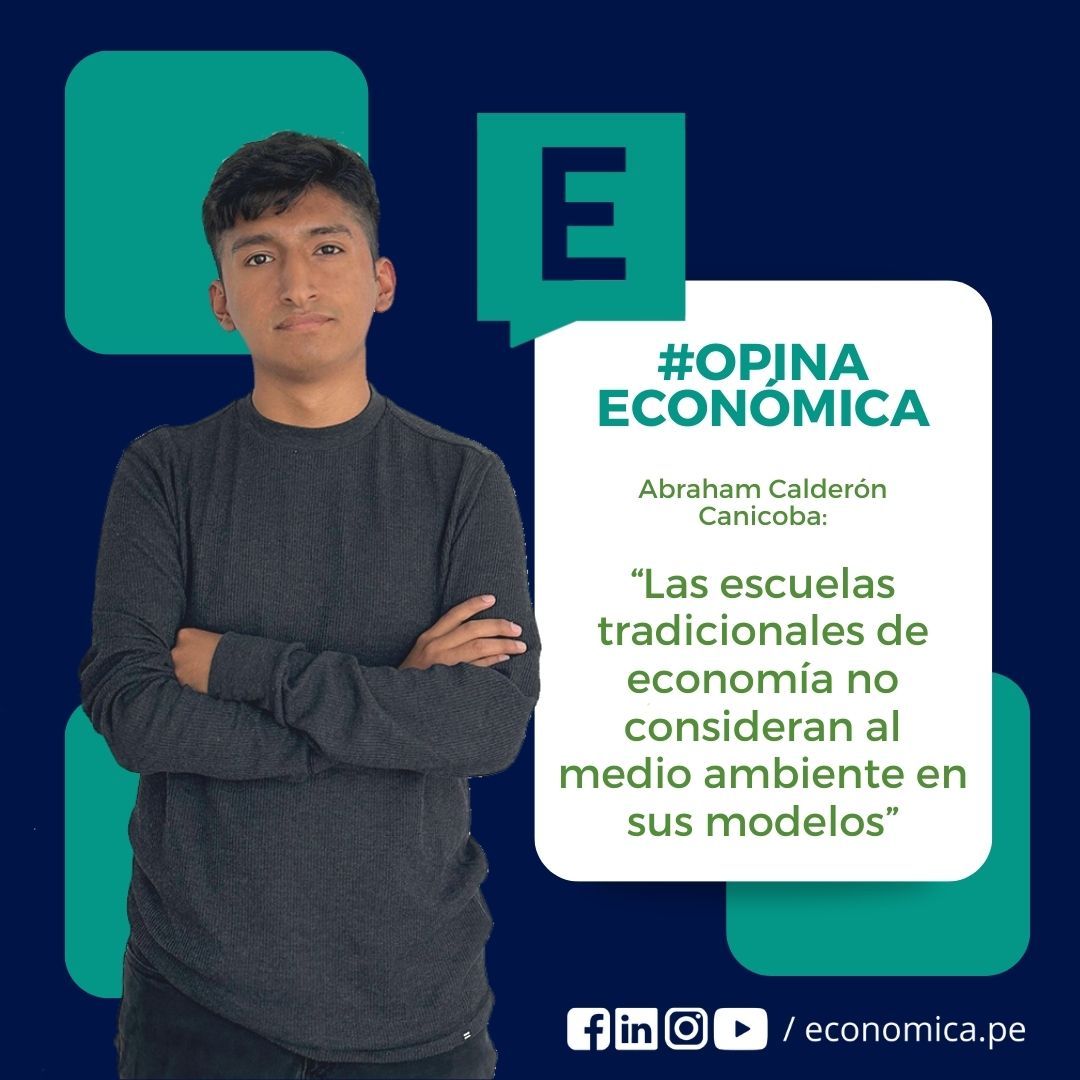 E
#OPINA
ECONÓMICA
Abraham Calderón
Canicoba:
“Las escuelas
tradicionales de
economía no
consideran al
medio ambiente en
sus modelos”
/ economica.pe